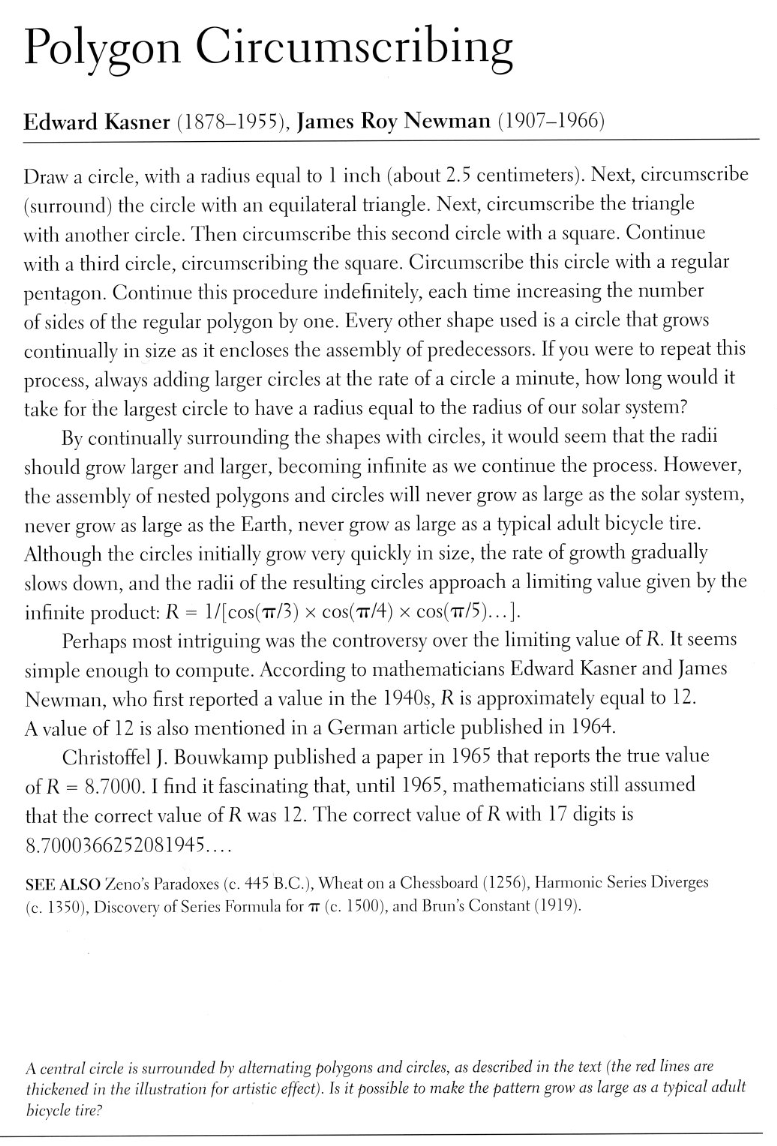 Polygon Circumscribing
Edward Kasner (1878–1955), James Roy Newman (1907–1966)
Draw a circle, with a radius equal to 1 inch (about 2.5 centimeters). Next, circumscribe
(surround) the circle with an equilateral triangle. Next, circumscribe the triangle
with another circle. Then circumscribe this second circle with a square. Continue
with a third circle, circumscribing the square. Circumscribe this circle with a regular
pentagon. Continue this procedure indefinitely, each time increasing the number
of sides of the regular polygon by one. Every other shape used is a circle that grows
continually in size as it encloses the assembly of predecessors. If you were to repeat this
process, always adding larger circles at the rate of a circle a minute, how long would it
take for the largest circle to have a radius equal to the radius of our solar system?
By continually surrounding the shapes with circles, it would seem that the radii
should grow larger and larger, becoming infinite as we continue the process. However,
the assembly of nested polygons and circles will never grow as large as the solar system,
never grow as large as the Earth, never grow as large as a typical adult bicycle tire.
Although the circles initially grow very quickly in size, the rate of growth gradually
slows down, and the radii of the resulting circles approach a limiting value given by the
infinite product: R = 1/[cos(π/3) × cos(π/4) × cos(π/5)...].
Perhaps most intriguing was the controversy over the limiting value of R. It seems
simple enough to compute. According to mathematicians Edward Kasner and James
Newman, who first reported a value in the 1940s, R is approximately equal to 12.
A value of 12 is also mentioned in a German article published in 1964.
Christoffel J. Bouwkamp published a paper in 1965 that reports the true value
of R = 8.7000. I find it fascinating that, until 1965, mathematicians still assumed
that the correct value of R was 12. The correct value of R with 17 digits is
8.7000366252081945....
SEE ALSO Zeno's Paradoxes (c. 445 B.C.), Wheat on a Chessboard (1256), Harmonic Series Diverges
(c. 1350), Discovery of Series Formula for π (c. 1500), and Brun's Constant (1919).
A central circle is surrounded by alternating polygons and circles, as described in the text (the red lines are
thickened in the illustration for artistic effect). Is it possible to make the pattern grow as large as a typical adult
bicycle tire?